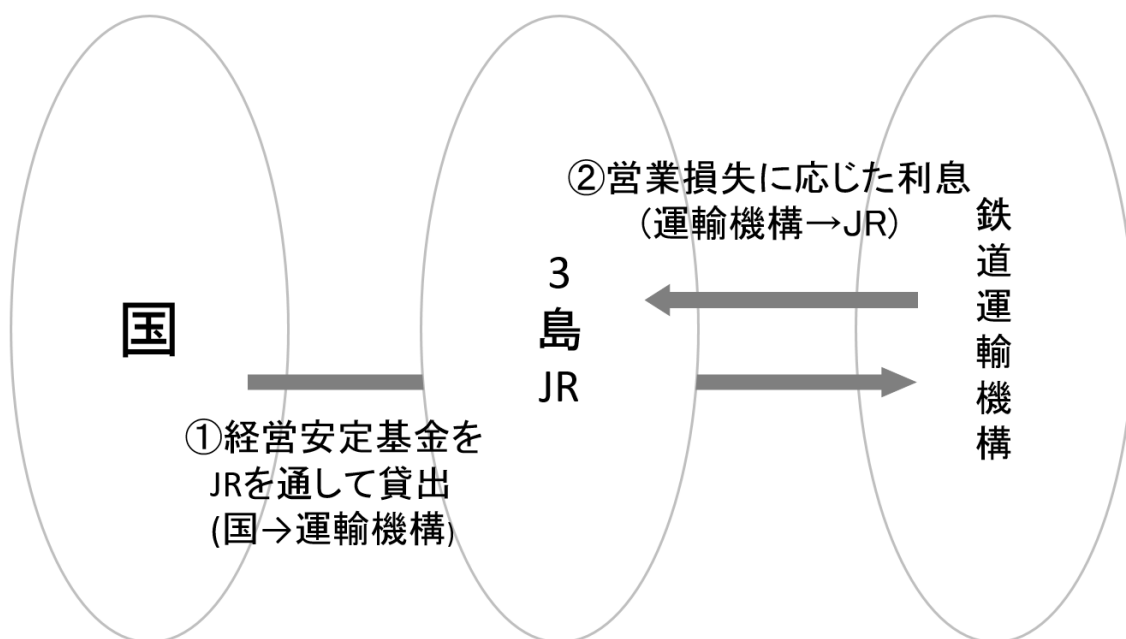 国
①経営安定基金を
JRを通して貸出
(国→運輸機構)
3
島
JR
②営業損失に応じた利息
(運輸機構→JR)
鉄道運輸機構